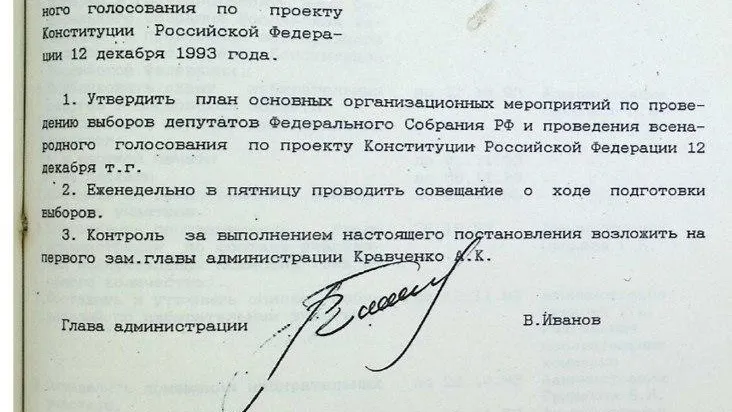 ного голосования по проекту
Конституции Российской Федера-
ции 12 декабря 1993 года.
1. Утвердить план основных организационных мероприятий по прове-
дению выборов депутатов Федерального Собрания РФ и проведения всена-
родного голосования по проекту Конституции Российской Федерации 12
декабря т.г.
2. Еженедельно в пятницу проводить совещание о ходе подготовки
выборов.
3. Контроль за выполнением настоящего постановления возложить на
первого зам.главы администрации Кравченко А.К.
Глава администрации В.Иванов